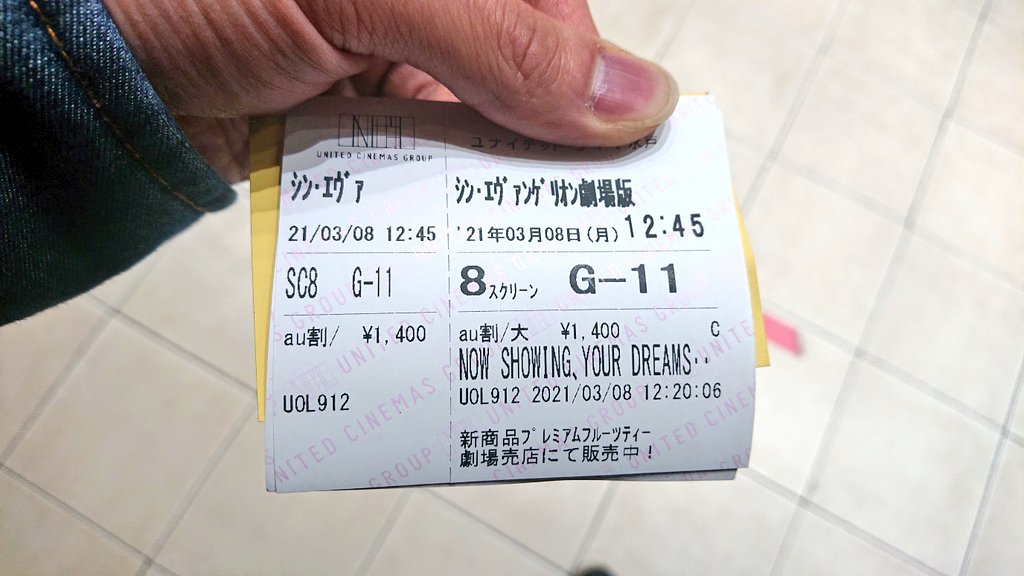 UNITED CINEMAS GROUP
シン・エヴァ
21/03/08 12:45
SC8 G-11
au割/ ¥1,400
UOL912
シン・エヴァンゲリオン劇場版
'21年03月08日(月) 12:45
8スクリーン G-11
au割/大 ¥1,400 C
NOW SHOWING、YOUR DREAMS‥
UOL912 2021/03/08 12:20:06
新商品プレミアムフルーツティー
劇場売店にて販売中!